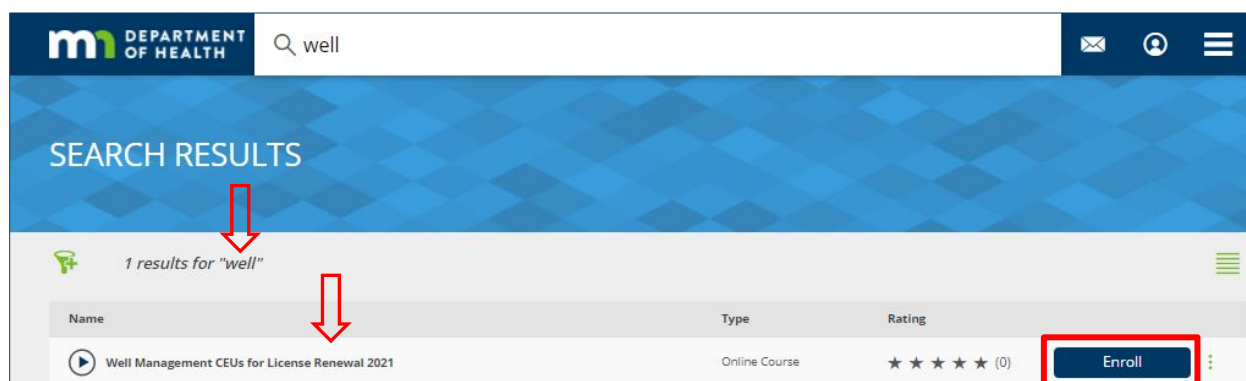 DEPARTMENT
OF HEALTH
well
SEARCH RESULTS
1 results for "well"
Name Type Rating
Well Management CEUs for License Renewal 2021 Online Course ★★★★★ (0) Enroll